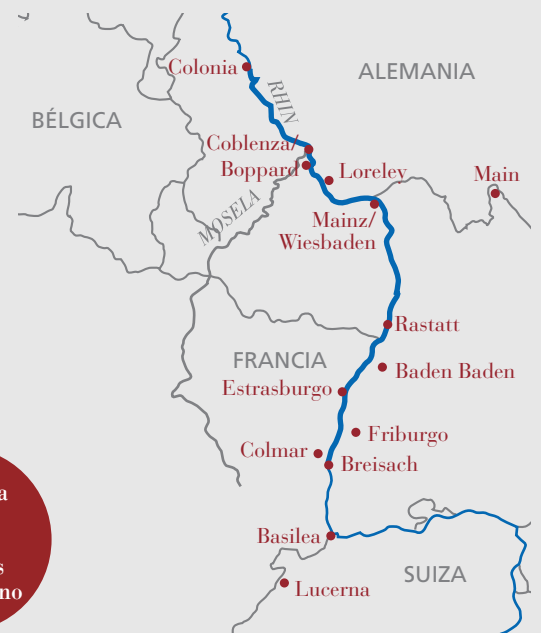 Colonia
ALEMANIA
RHIN
BÉLGICA
Coblenza/
Boppard
Loreley
Main
MOSELA
Mainz/
Wiesbaden
Rastatt
FRANCIA
Baden Baden
Estrasburgo
Friburgo
Colmar
Breisach
Basilea
SUIZA
Lucerna